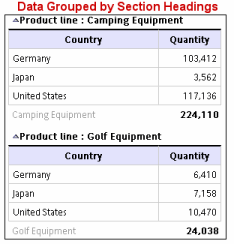 Data Grouped by Section Headings
Product line : Camping Equipment
Country Quantity
Germany 103,412
Japan 3,562
United States 117,136
Camping Equipment 224,110
Product line : Golf Equipment
Country Quantity
Germany 6,410
Japan 7,158
United States 10,470
Golf Equipment 24,038